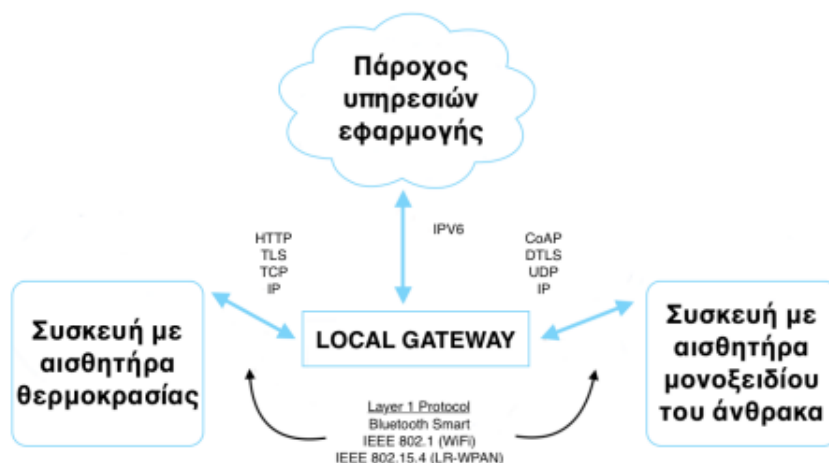 Πάροχος
υπηρεσιών
εφαρμογής
IPV6
HTTP
TLS
TCP
IP
CoAP
DTLS
UDP
IP
Συσκευή με
αισθητήρα
θερμοκρασίας
LOCAL GATEWAY
Συσκευή με
αισθητήρα
μονοξειδίου
του άνθρακα
Layer 1 Protocol
Bluetooth Smart
IEEE 802.1 (WiFi)
IEEE 802.15.4 (LR-WPAN)